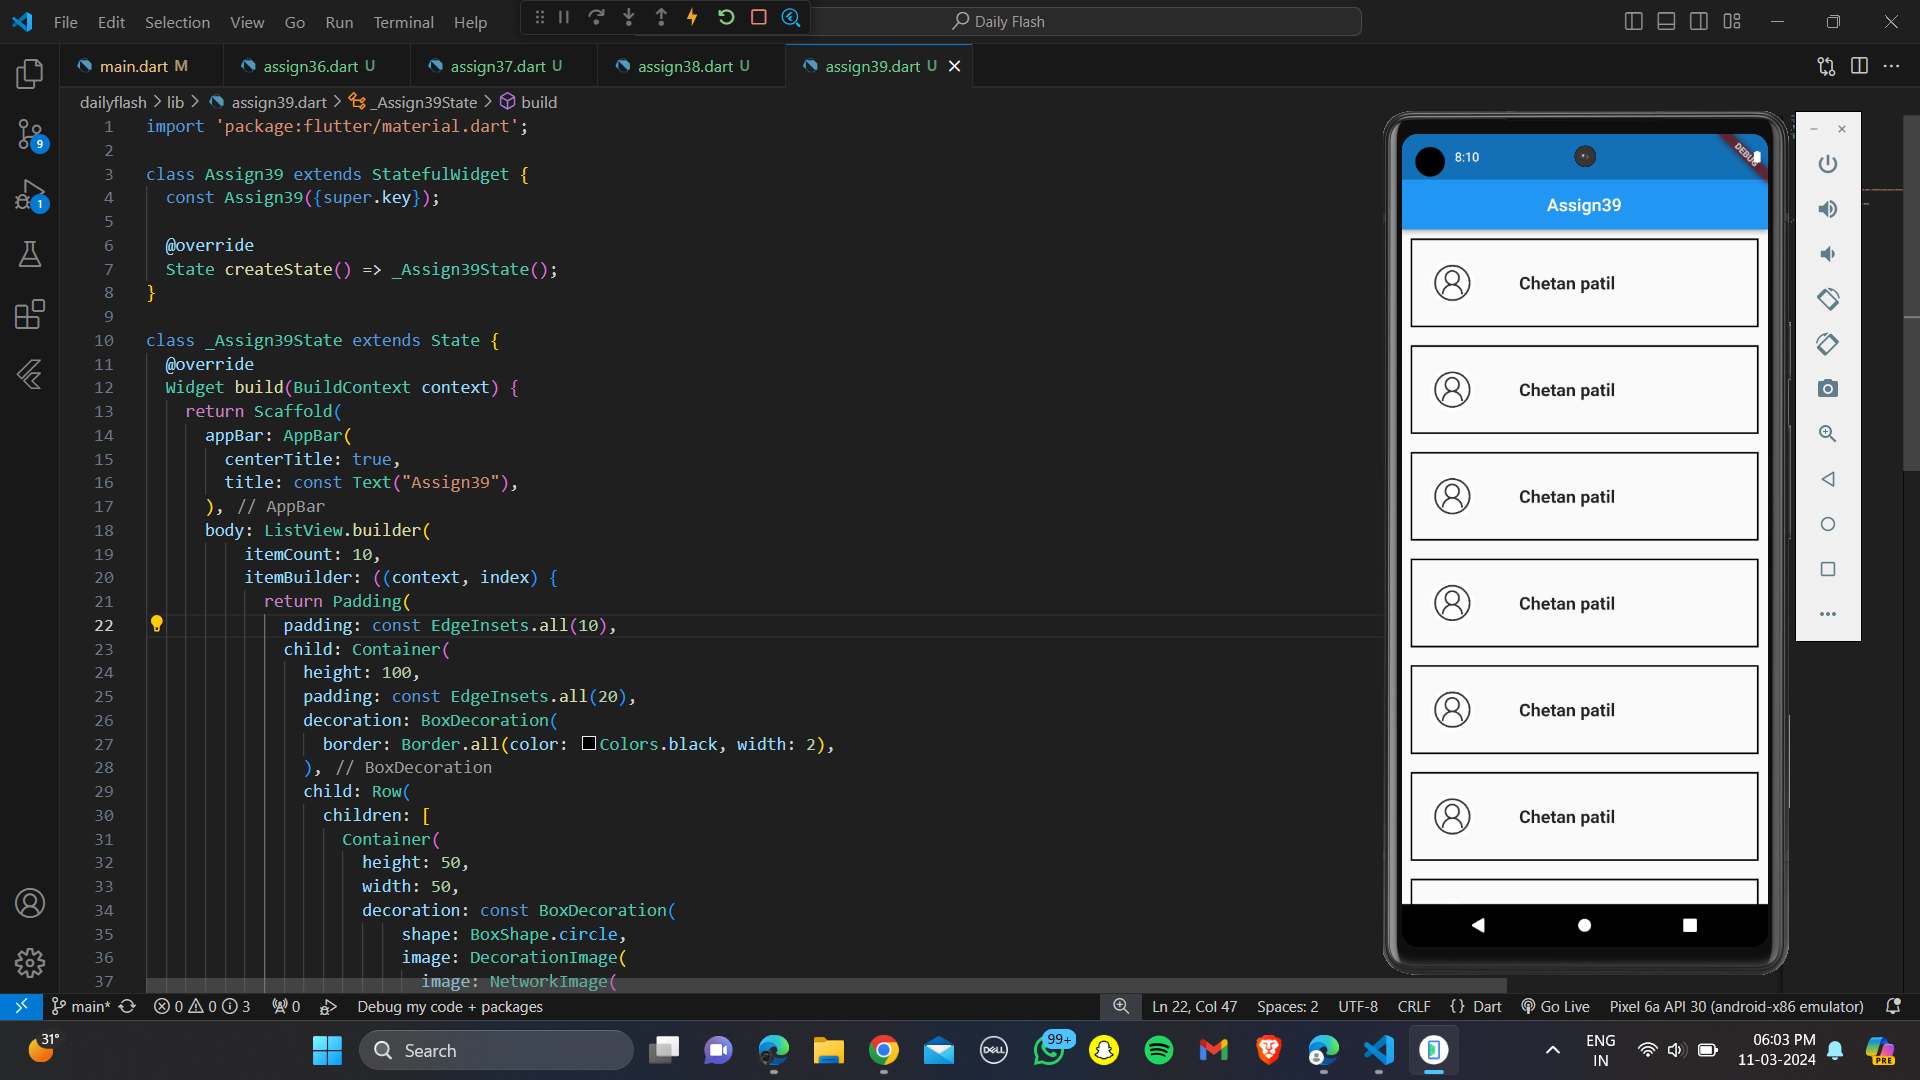 File Edit Selection View Go Run Terminal Help
Daily Flash
main.dart M
assign36.dart U
assign37.dart U
assign38.dart U
assign39.dart U
dailyflash > lib > assign39.dart > _Assign39State > build
1 import 'package:flutter/material.dart';
2
3 class Assign39 extends StatefulWidget {
4 const Assign39({super.key});
5
6 @override
7 State createState() => _Assign39State();
8 }
9
10 class _Assign39State extends State {
11 @override
12 Widget build(BuildContext context) {
13 return Scaffold(
14 appBar: AppBar(
15 centerTitle: true,
16 title: const Text("Assign39"),
17 ), // AppBar
18 body: ListView.builder(
19 itemCount: 10,
20 itemBuilder: ((context, index) {
21 return Padding(
22 padding: const EdgeInsets.all(10),
23 child: Container(
24 height: 100,
25 padding: const EdgeInsets.all(20),
26 decoration: BoxDecoration(
27 border: Border.all(color: Colors.black, width: 2),
28 ), // BoxDecoration
29 child: Row(
30 children: [
31 Container(
32 height: 50,
33 width: 50,
34 decoration: const BoxDecoration(
35 shape: BoxShape.circle,
36 image: DecorationImage(
37 image: NetworkImage(
8:10
DEBUG
Assign39
Chetan patil
Chetan patil
Chetan patil
Chetan patil
Chetan patil
Chetan patil
9
1
main* 0 0 3 0 Debug my code + packages
Ln 22, Col 47 Spaces: 2 UTF-8 CRLF {} Dart Go Live Pixel 6a API 30 (android-x86 emulator)
31°
Search
DELL
99+
ENG
IN
06:03 PM
11-03-2024
PRE